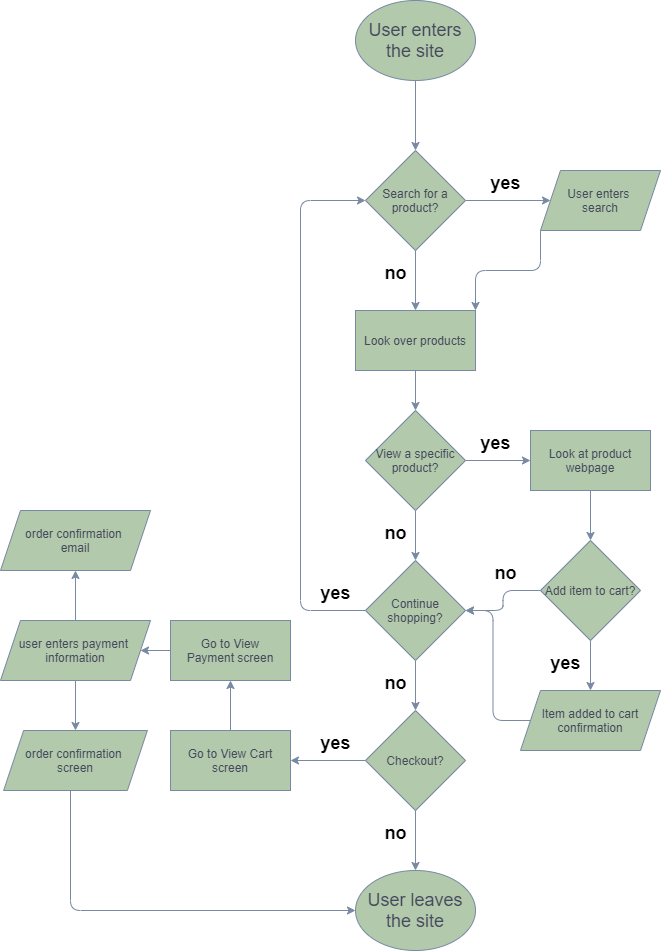 User enters
the site
Search for a
product?
yes
User enters
search
no
Look over products
View a specific
product?
yes
Look at product
webpage
no
Add item to cart?
no
yes
Item added to cart
confirmation
Continue
shopping?
yes
no
Checkout?
yes
Go to View Cart
screen
Go to View
Payment screen
user enters payment
information
order confirmation
email
order confirmation
screen
no
User leaves
the site